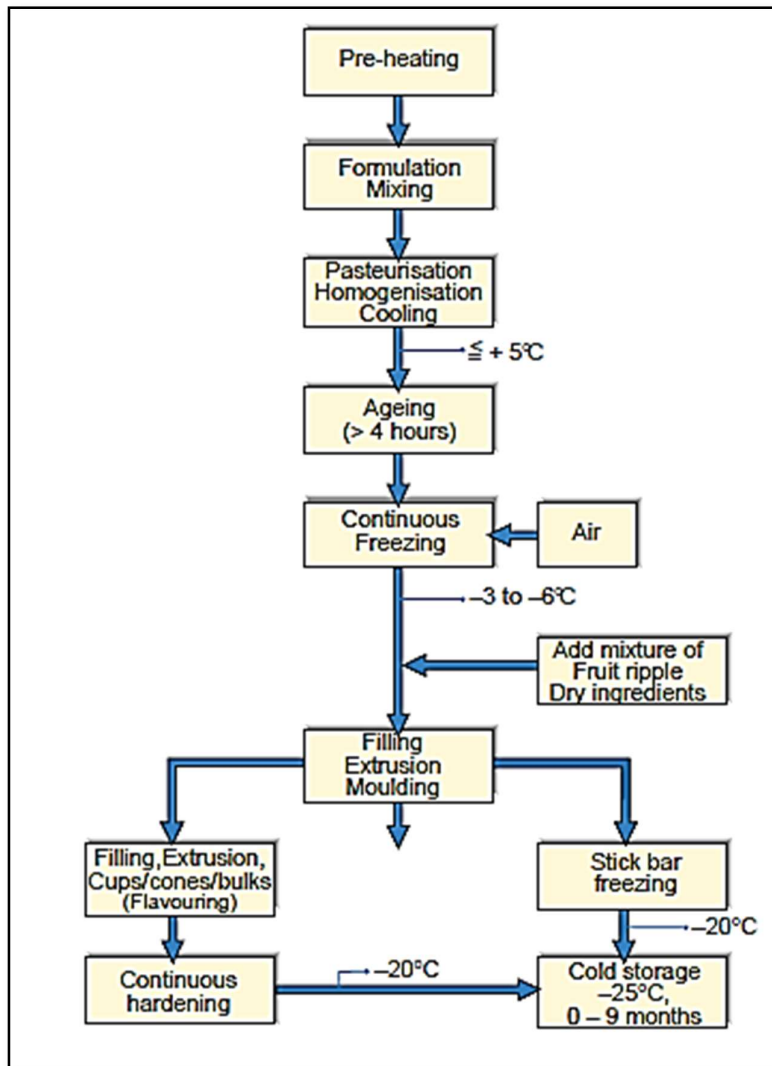 Pre-heating
Formulation
Mixing
Pasteurisation
Homogenisation
Cooling
≦ + 5°C
Ageing
(> 4 hours)
Continuous
Freezing
Air
–3 to –6°C
Add mixture of
Fruit ripple
Dry ingredients
Filling
Extrusion
Moulding
Filling,Extrusion,
Cups/cones/bulks
(Flavouring)
Stick bar
freezing
–20°C
Continuous
hardening
–20°C
Cold storage
–25°C,
0 – 9 months